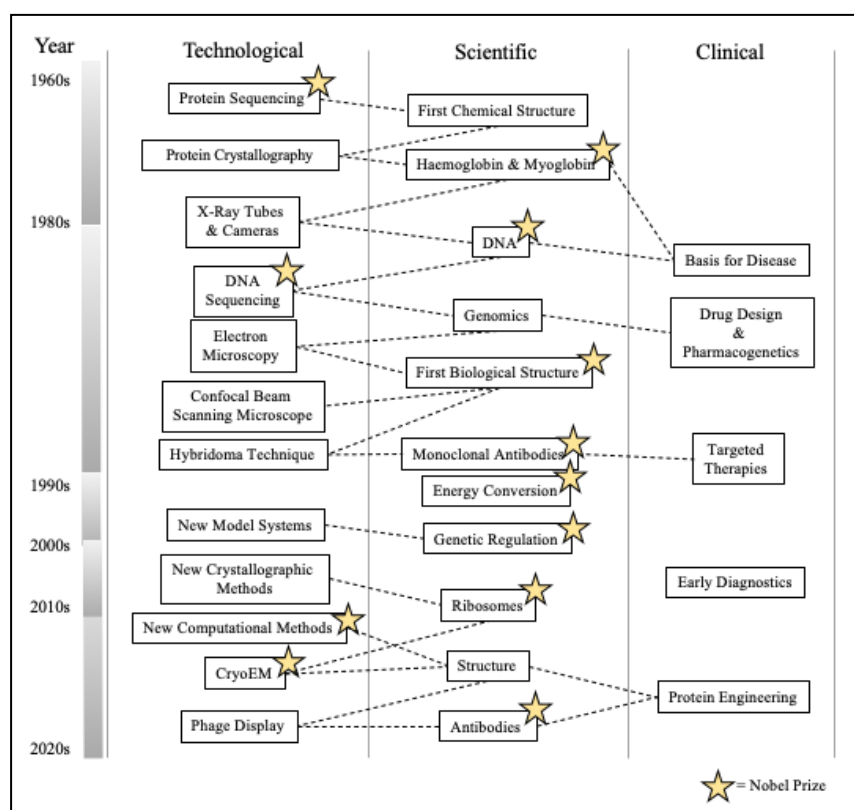 Year
Technological
Scientific
Clinical
1960s
Protein Sequencing
First Chemical Structure
Protein Crystallography
Haemoglobin & Myoglobin
X-Ray Tubes
& Cameras
1980s
DNA
Basis for Disease
DNA
Sequencing
Genomics
Drug Design
&
Pharmacogenetics
Electron
Microscopy
First Biological Structure
Confocal Beam
Scanning Microscope
Hybridoma Technique
Monoclonal Antibodies
Targeted
Therapies
1990s
Energy Conversion
New Model Systems
Genetic Regulation
2000s
New Crystallographic
Methods
Early Diagnostics
2010s
Ribosomes
New Computational Methods
CryoEM
Structure
Protein Engineering
Phage Display
Antibodies
2020s
= Nobel Prize